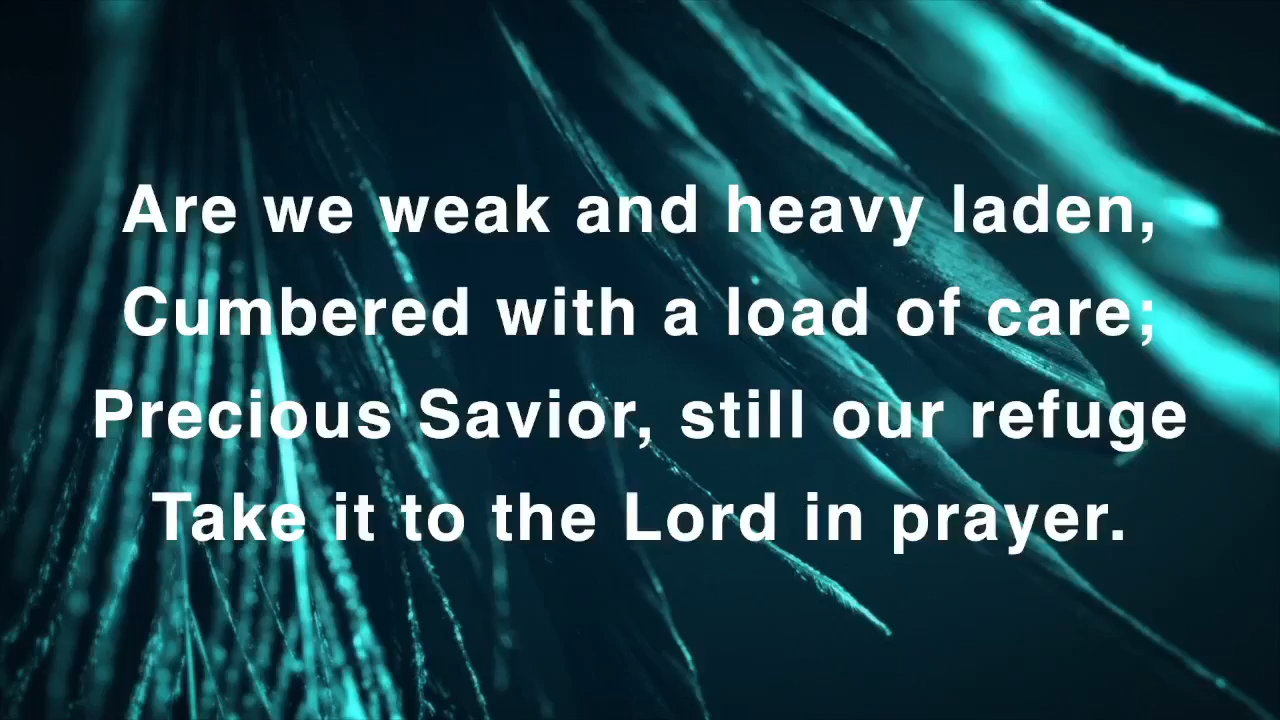 Are we weak and heavy laden,
Cumbered with a load of care;
Precious Savior, still our refuge
Take it to the Lord in prayer.